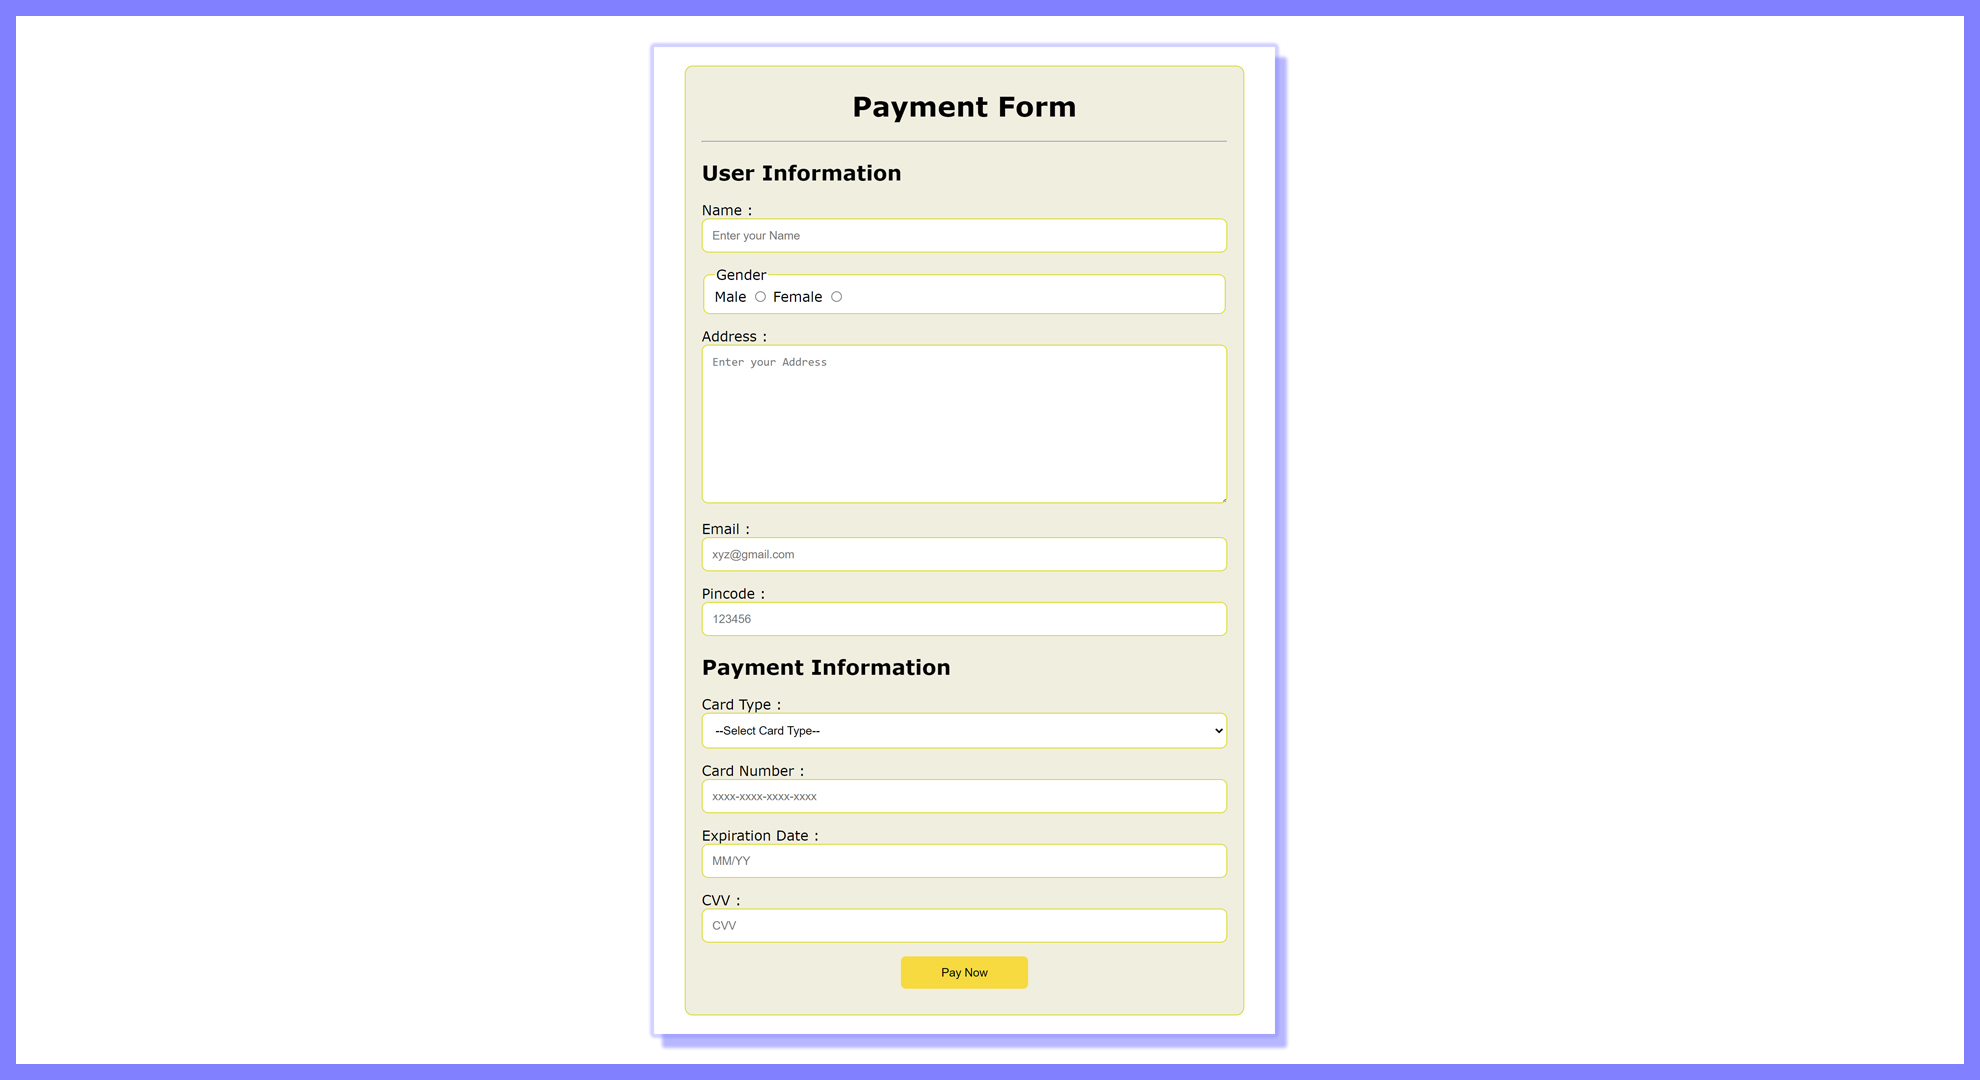 Payment Form
User Information
Name :
Enter your Name
Gender
Male Female
Address :
Enter your Address
Email :
xyz@gmail.com
Pincode :
123456
Payment Information
Card Type :
--Select Card Type--
Card Number :
xxxx-xxxx-xxxx-xxxx
Expiration Date :
MM/YY
CVV :
CVV
Pay Now